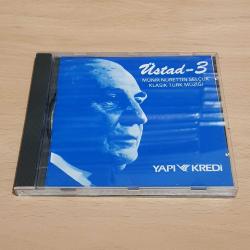 Üstad-3
MÜNİR NURETTİN SELÇUK
KLASİK TÜRK MÜZİĞİ
YAPI KREDİ